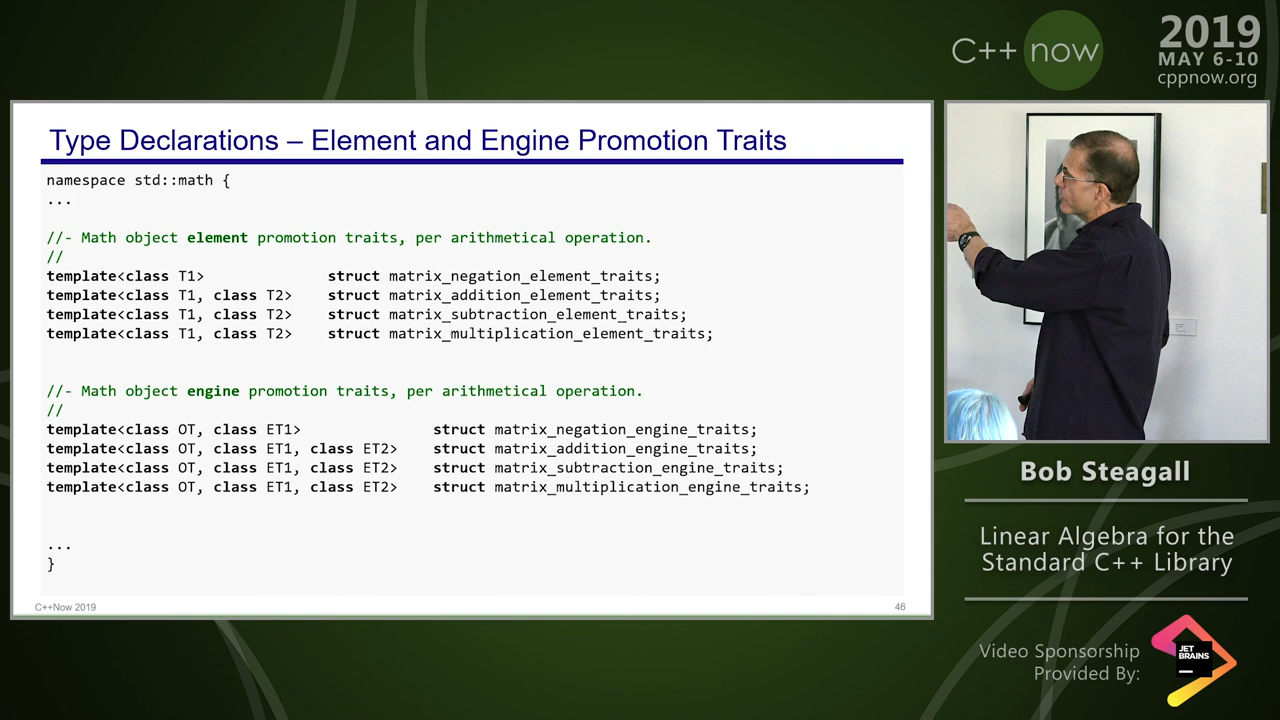 C++ now
2019
MAY 6-10
cppnow.org
Type Declarations – Element and Engine Promotion Traits
namespace std::math {
...
//- Math object element promotion traits, per arithmetical operation.
//
template<class T1> struct matrix_negation_element_traits;
template<class T1, class T2> struct matrix_addition_element_traits;
template<class T1, class T2> struct matrix_subtraction_element_traits;
template<class T1, class T2> struct matrix_multiplication_element_traits;
//- Math object engine promotion traits, per arithmetical operation.
//
template<class OT, class ET1> struct matrix_negation_engine_traits;
template<class OT, class ET1, class ET2> struct matrix_addition_engine_traits;
template<class OT, class ET1, class ET2> struct matrix_subtraction_engine_traits;
template<class OT, class ET1, class ET2> struct matrix_multiplication_engine_traits;
...
}
C++Now 2019
46
Bob Steagall
Linear Algebra for the
Standard C++ Library
Video Sponsorship
Provided By:
JET
BRAINS